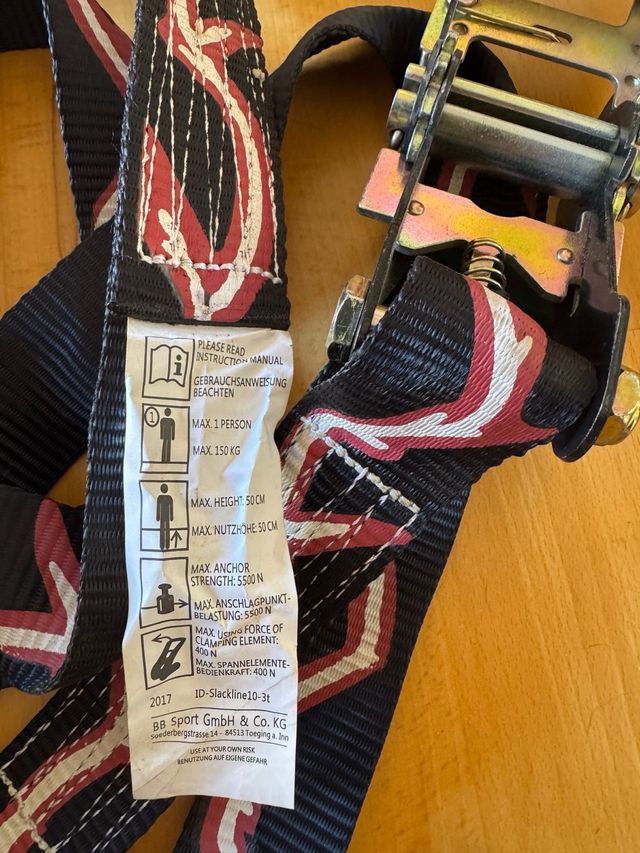 PLEASE READ
INSTRUCTION MANUAL
GEBRAUCHSANWEISUNG
BEACHTEN
1
MAX. 1 PERSON
MAX. 150 KG
MAX. HEIGHT: 50 CM
MAX. NUTZHÖHE: 50 CM
MAX. ANCHOR
STRENGTH: 5500 N
MAX. ANSCHLAGPUNKT-
BELASTUNG: 5500 N
MAX. USING FORCE OF
CLAMPING ELEMENT:
400 N
MAX. SPANNELEMENTE-
BEDIENKRAFT: 400 N
2017 ID-Slackline10-3t
BB Sport GmbH & Co. KG
Soederbergstrasse 14 - 84513 Toeging a. Inn
USE AT YOUR OWN RISK
BENUTZUNG AUF EIGENE GEFAHR